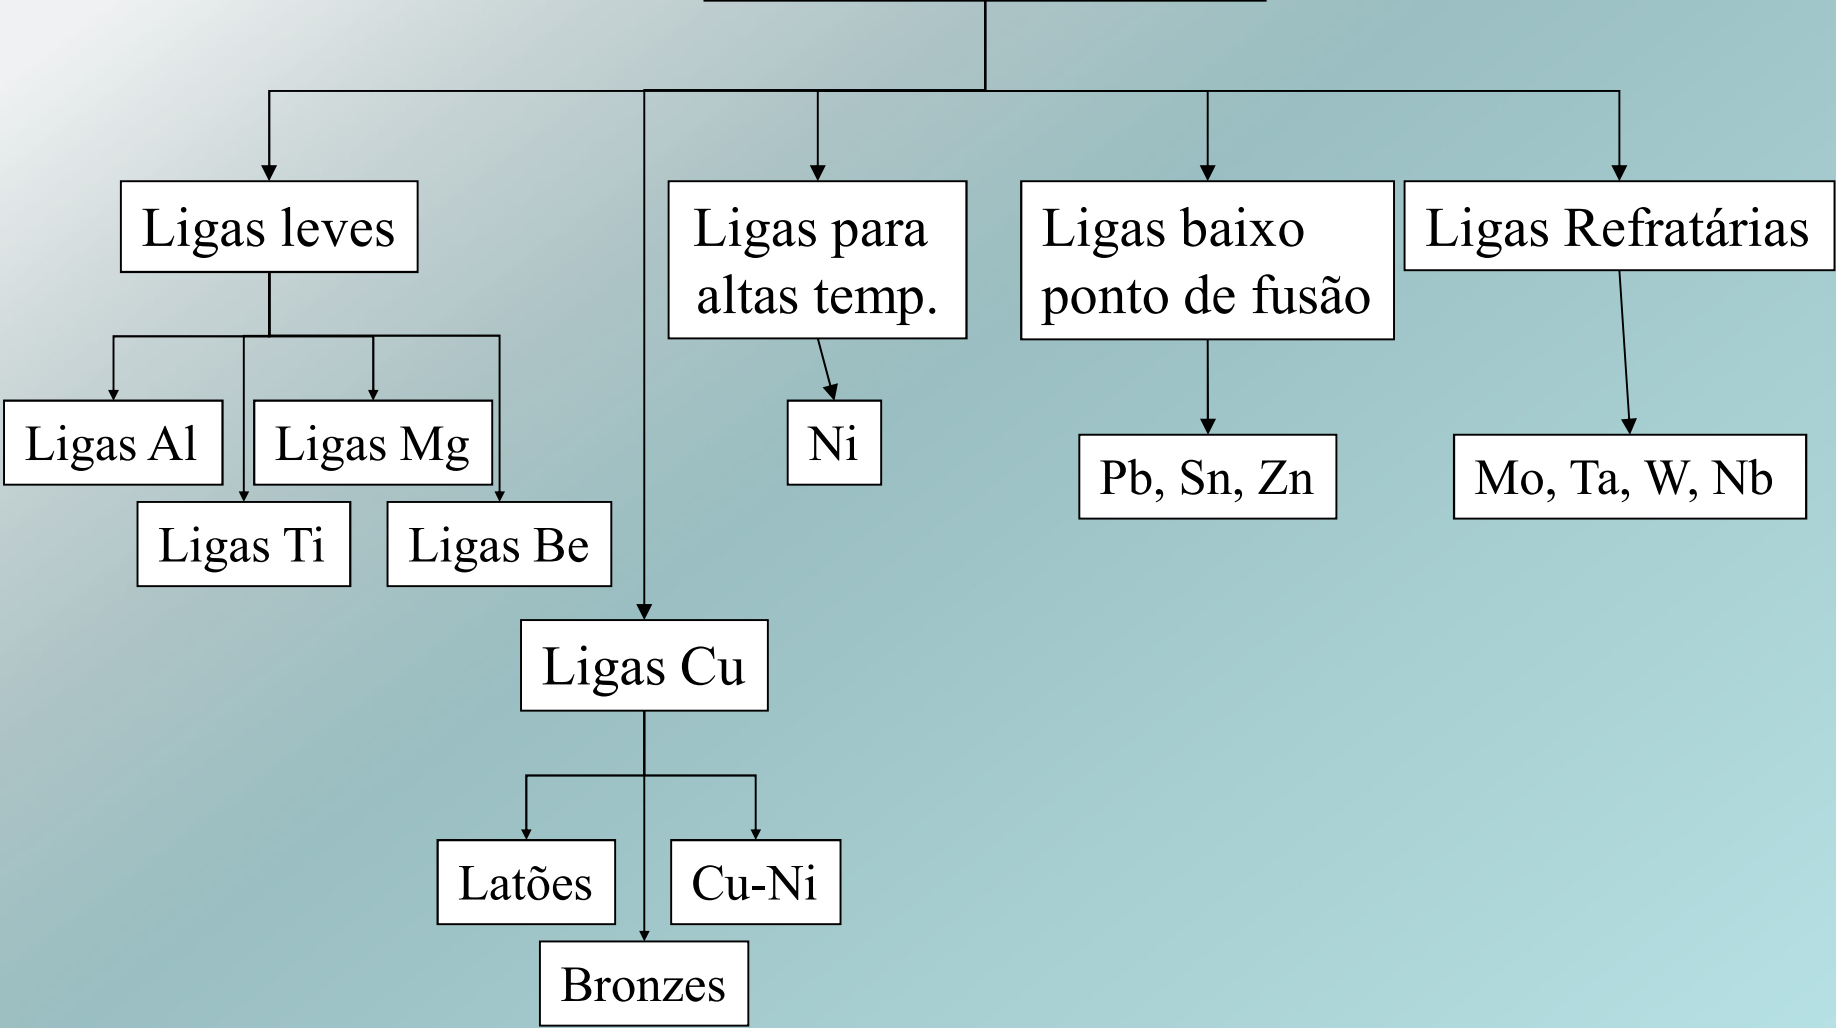 Ligas leves
Ligas para
altas temp.
Ligas baixo
ponto de fusão
Ligas Refratárias
Ligas Al
Ligas Mg
Ni
Pb, Sn, Zn
Mo, Ta, W, Nb
Ligas Ti
Ligas Be
Ligas Cu
Latões
Cu-Ni
Bronzes